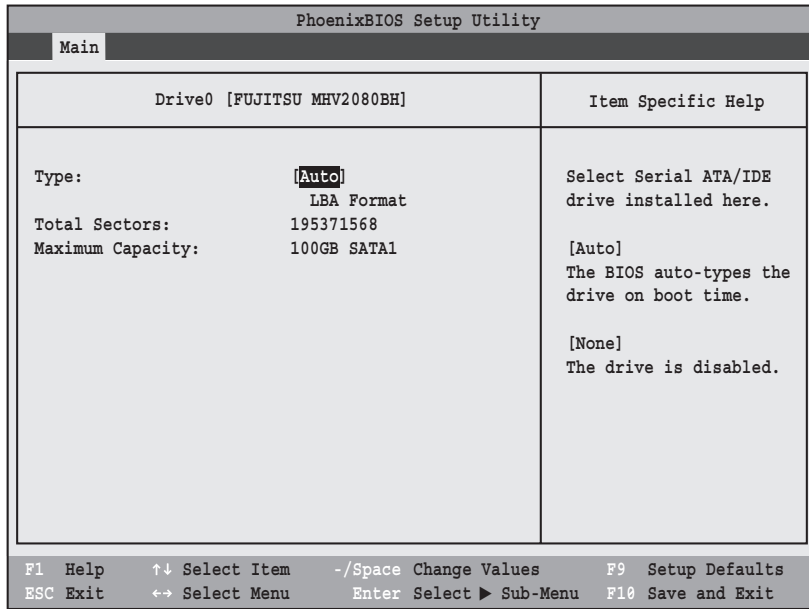 PhoenixBIOS Setup Utility
Main
Drive0 [FUJITSU MHV2080BH]
Type: [Auto]
LBA Format
Total Sectors: 195371568
Maximum Capacity: 100GB SATA1
Item Specific Help
Select Serial ATA/IDE
drive installed here.
[Auto]
The BIOS auto-types the
drive on boot time.
[None]
The drive is disabled.
F1 Help ↑↓ Select Item -/Space Change Values F9 Setup Defaults
ESC Exit ←→ Select Menu Enter Select ▶ Sub-Menu F10 Save and Exit